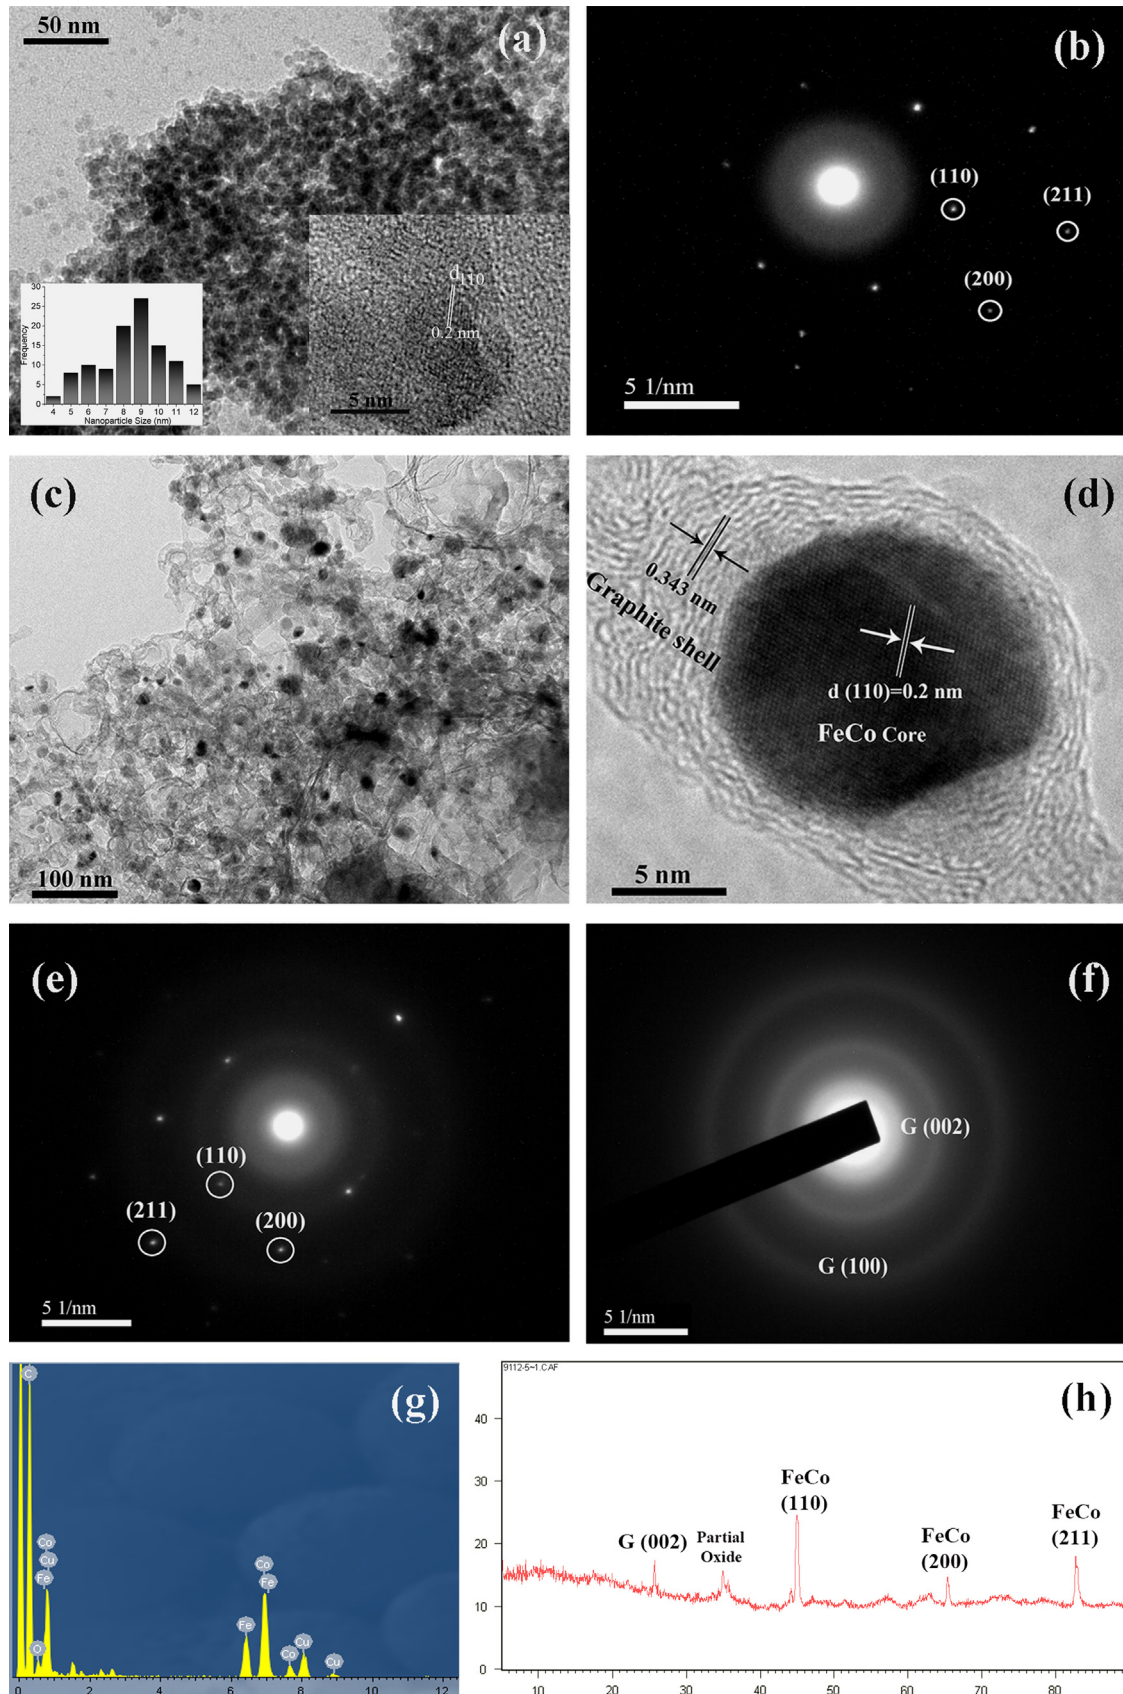 50 nm
(a)
d110
0.2 nm
5 nm
Frequency
30
25
20
15
10
5
0
4 5 6 7 8 9 10 11 12
Nanoparticle Size (nm)
(b)
(110)
(211)
(200)
5 1/nm
(c)
100 nm
(d)
0.343 nm
Graphite shell
d (110)=0.2 nm
FeCo Core
5 nm
(e)
(110)
(211)
(200)
5 1/nm
(f)
G (002)
G (100)
5 1/nm
(g)
C
Co
Cu
Fe
O
Co
Fe
Fe
Co
Cu
Cu
0 2 4 6 8 10 12
9112-5~1.CAF
(h)
40
30
20
10
0
FeCo
(110)
G (002)
Partial
Oxide
FeCo
(200)
FeCo
(211)
10 20 30 40 50 60 70 80